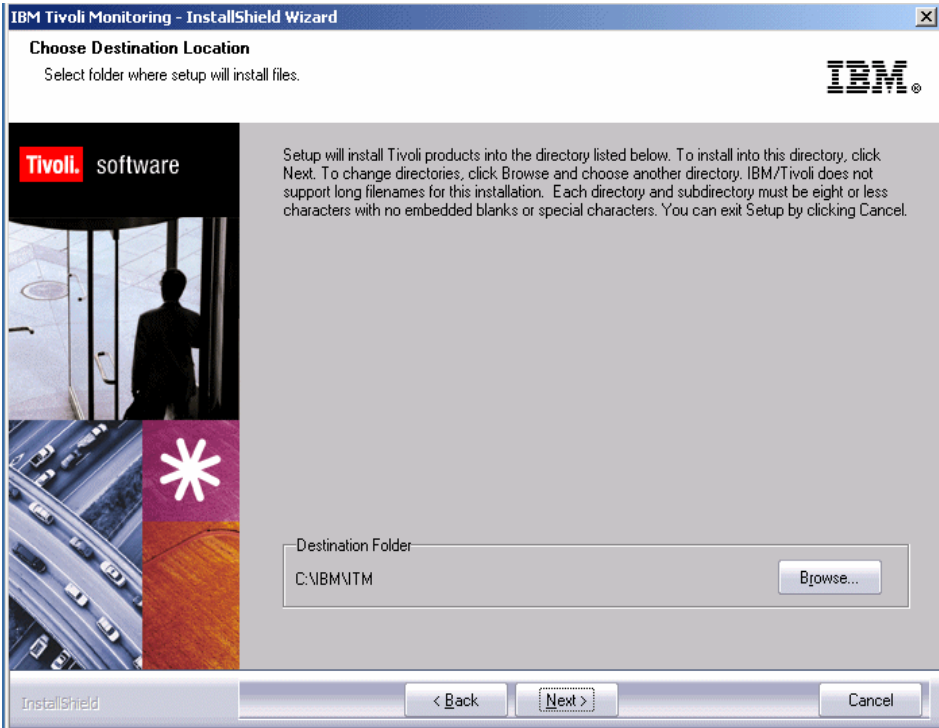 IBM Tivoli Monitoring - InstallShield Wizard
Choose Destination Location
Select folder where setup will install files.
IBM®
Tivoli. software
Setup will install Tivoli products into the directory listed below. To install into this directory, click
Next. To change directories, click Browse and choose another directory. IBM/Tivoli does not
support long filenames for this installation. Each directory and subdirectory must be eight or less
characters with no embedded blanks or special characters. You can exit Setup by clicking Cancel.
Destination Folder
C:\IBM\ITM
Browse...
InstallShield
< Back
Next >
Cancel